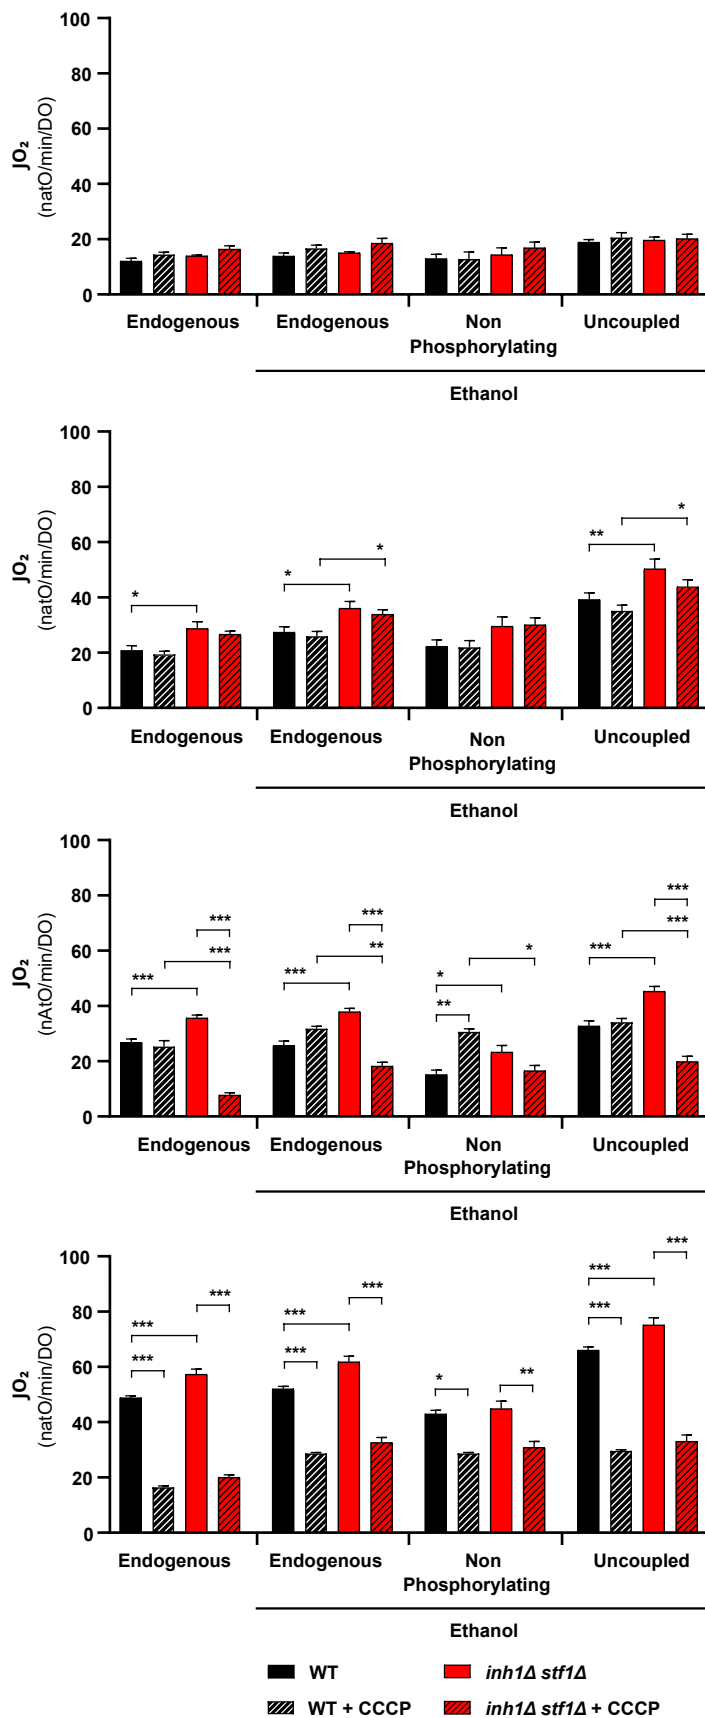 100
80
60
40
20
0
JO₂
(natO/min/DO)
Endogenous
Endogenous
Non
Phosphorylating
Uncoupled
Ethanol
100
80
60
40
20
0
JO₂
(natO/min/DO)
*
*
*
**
*
Endogenous
Endogenous
Non
Phosphorylating
Uncoupled
Ethanol
100
80
60
40
20
0
JO₂
(nAtO/min/DO)
***
***
***
***
**
***
*
*
**
***
***
***
Endogenous
Endogenous
Non
Phosphorylating
Uncoupled
Ethanol
100
80
60
40
20
0
JO₂
(natO/min/DO)
***
***
***
***
***
***
**
*
***
***
***
Endogenous
Endogenous
Non
Phosphorylating
Uncoupled
Ethanol
WT inh1Δ stf1Δ
WT + CCCP inh1Δ stf1Δ + CCCP